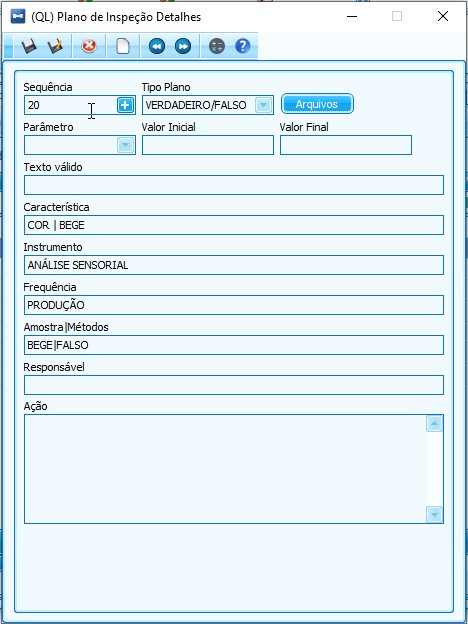 (QL) Plano de Inspeção Detalhes
Sequência
Tipo Plano
20
VERDADEIRO/FALSO
Arquivos
Parâmetro
Valor Inicial
Valor Final
Texto válido
Característica
COR | BEGE
Instrumento
ANÁLISE SENSORIAL
Frequência
PRODUÇÃO
Amostra|Métodos
BEGE|FALSO
Responsável
Ação